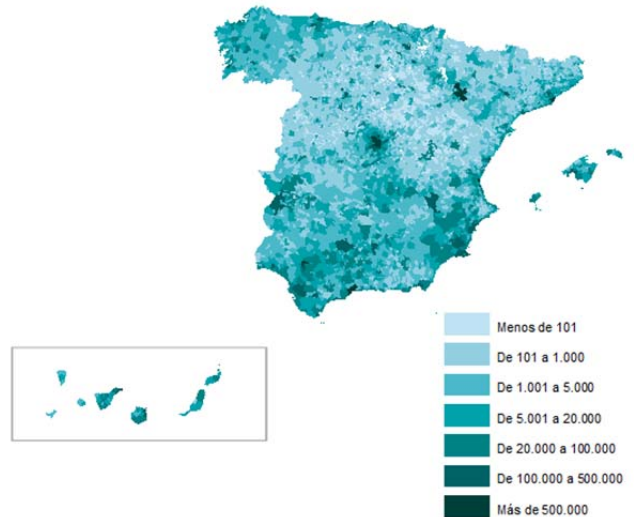 Menos de 101
De 101 a 1.000
De 1.001 a 5.000
De 5.001 a 20.000
De 20.000 a 100.000
De 100.000 a 500.000
Más de 500.000